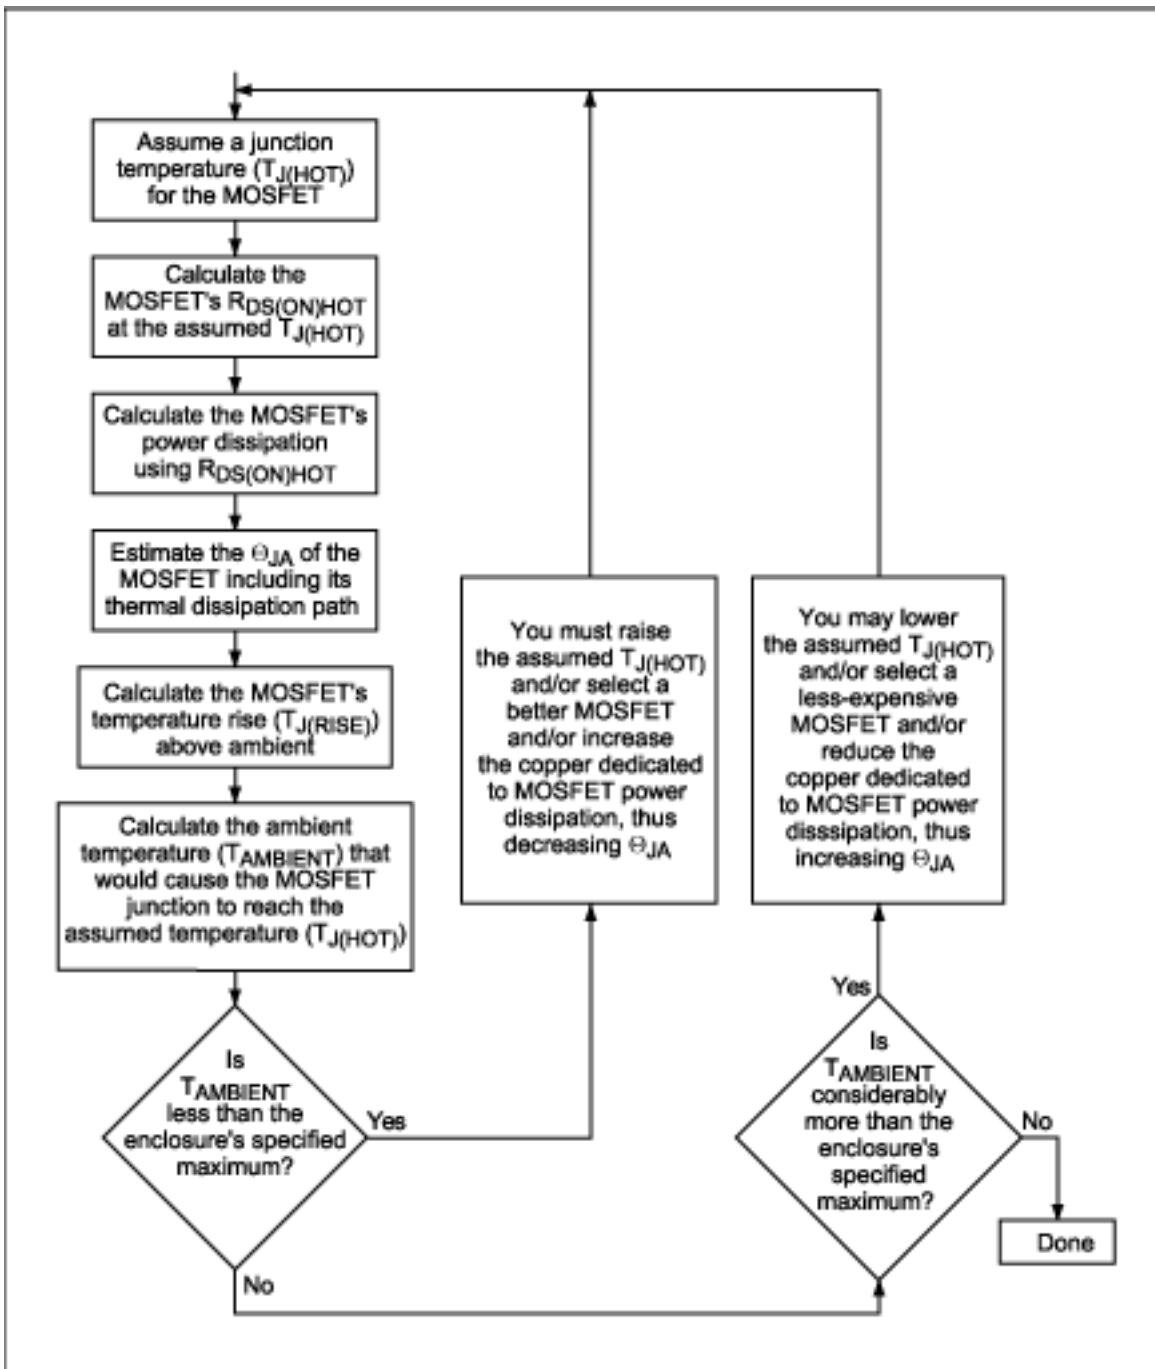 Assume a junction
temperature (TJ(HOT))
for the MOSFET
Calculate the
MOSFET's RDS(ON)HOT
at the assumed TJ(HOT)
Calculate the MOSFET's
power dissipation
using RDS(ON)HOT
Estimate the ΘJA of the
MOSFET including its
thermal dissipation path
Calculate the MOSFET's
temperature rise (TJ(RISE))
above ambient
Calculate the ambient
temperature (TAMBIENT) that
would cause the MOSFET
junction to reach the
assumed temperature (TJ(HOT))
Is
TAMBIENT
less than the
enclosure's specified
maximum?
Yes
No
You must raise
the assumed TJ(HOT)
and/or select a
better MOSFET
and/or increase
the copper dedicated
to MOSFET power
dissipation, thus
decreasing ΘJA
You may lower
the assumed TJ(HOT)
and/or select a
less-expensive
MOSFET and/or
reduce the
copper dedicated
to MOSFET power
disssipation, thus
increasing ΘJA
Yes
Is
TAMBIENT
considerably
more than the
enclosure's
specified
maximum?
No
Done